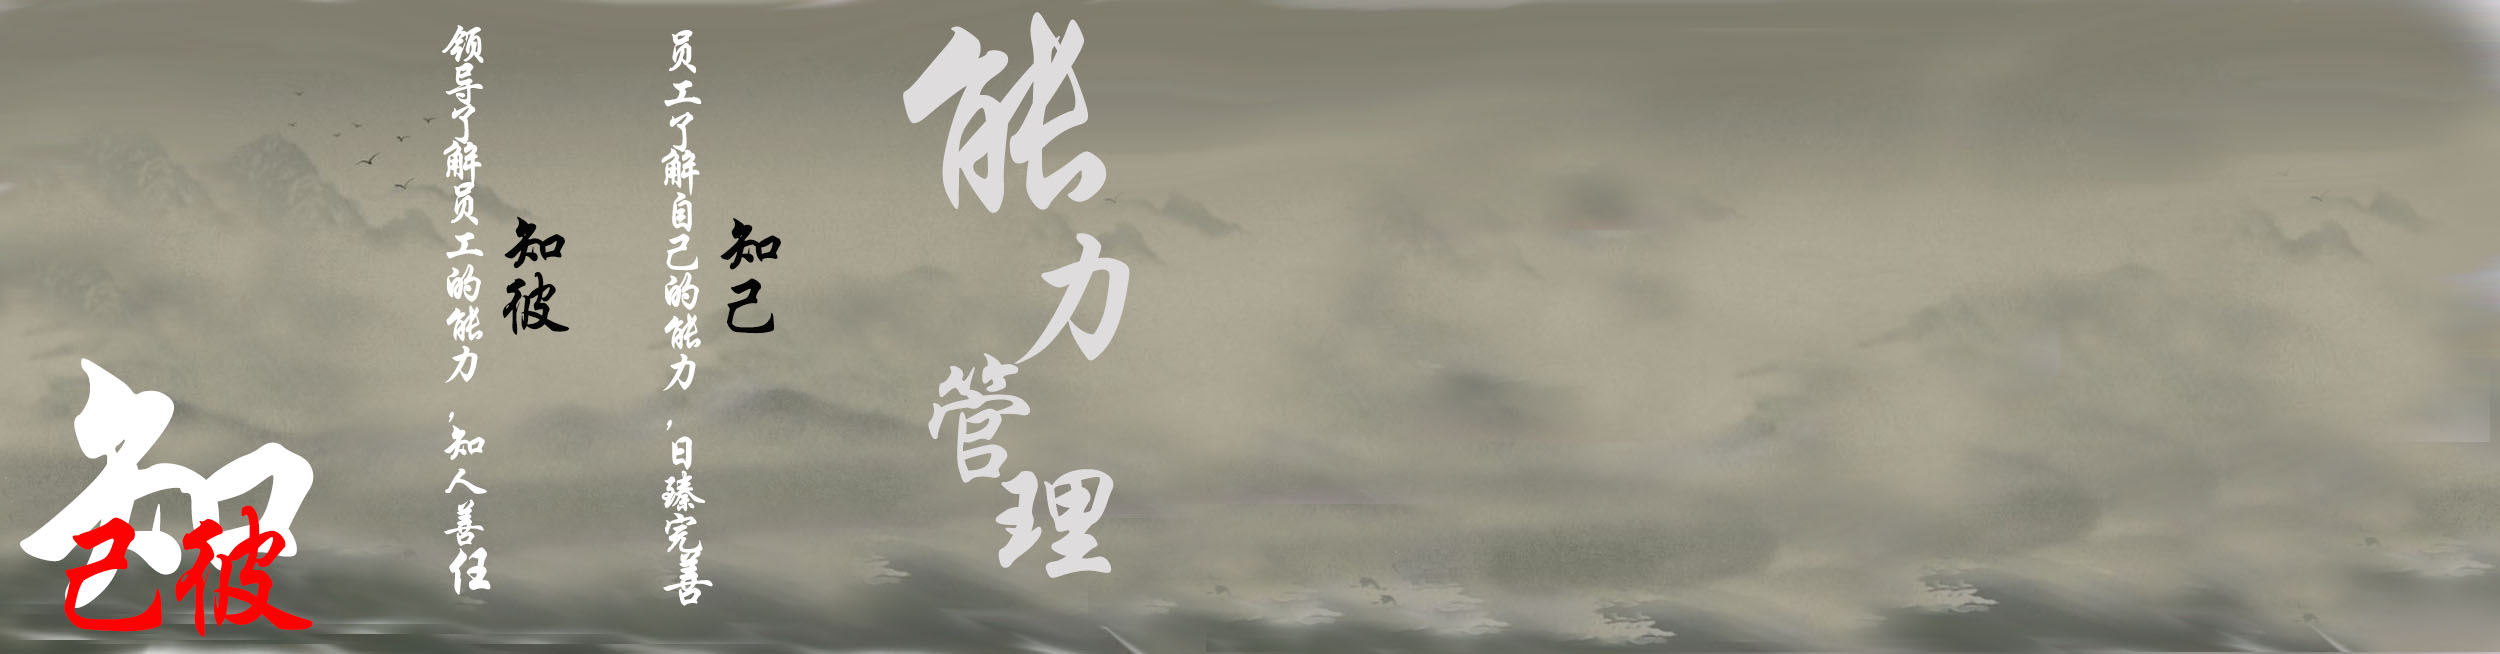 能力管理
知己
员工了解自己的能力，日臻完善
知彼
领导了解员工的能力，知人善任
知己彼